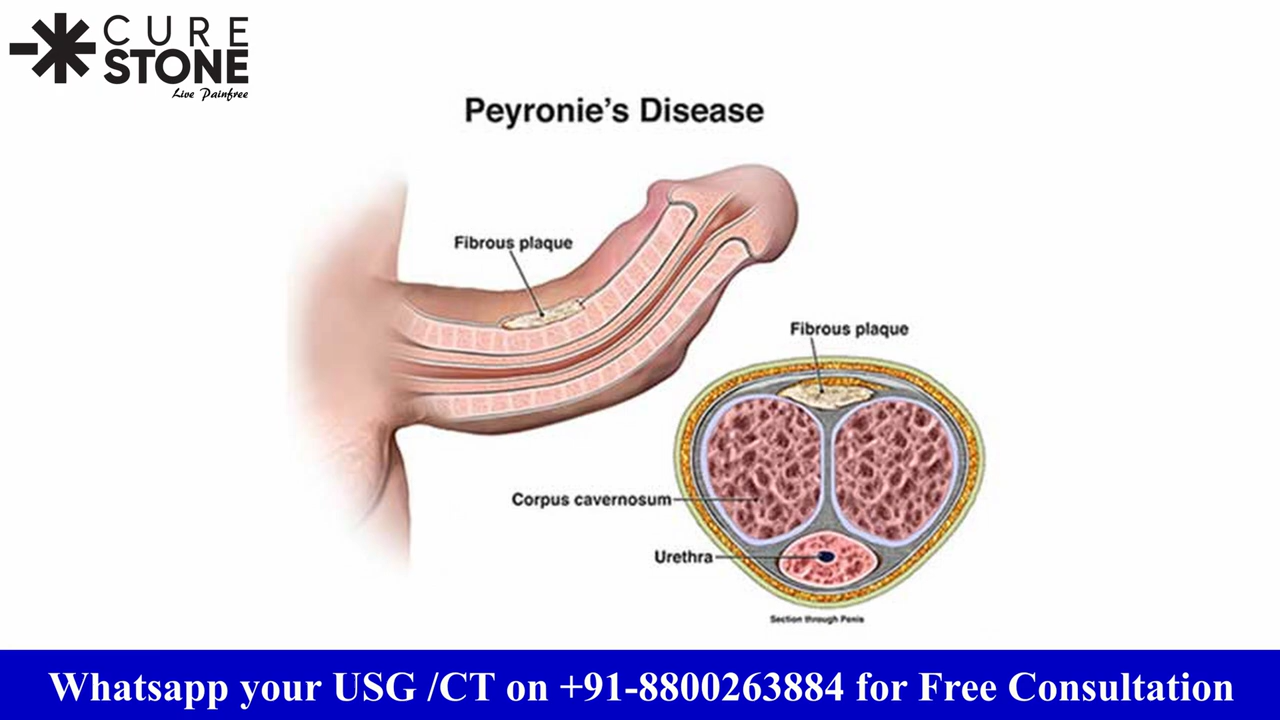 CURE
STONE
Live Painfree
Peyronie's Disease
Fibrous plaque
Fibrous plaque
Corpus cavernosum
Urethra
Section through Penis
Whatsapp your USG /CT on +91-8800263884 for Free Consultation